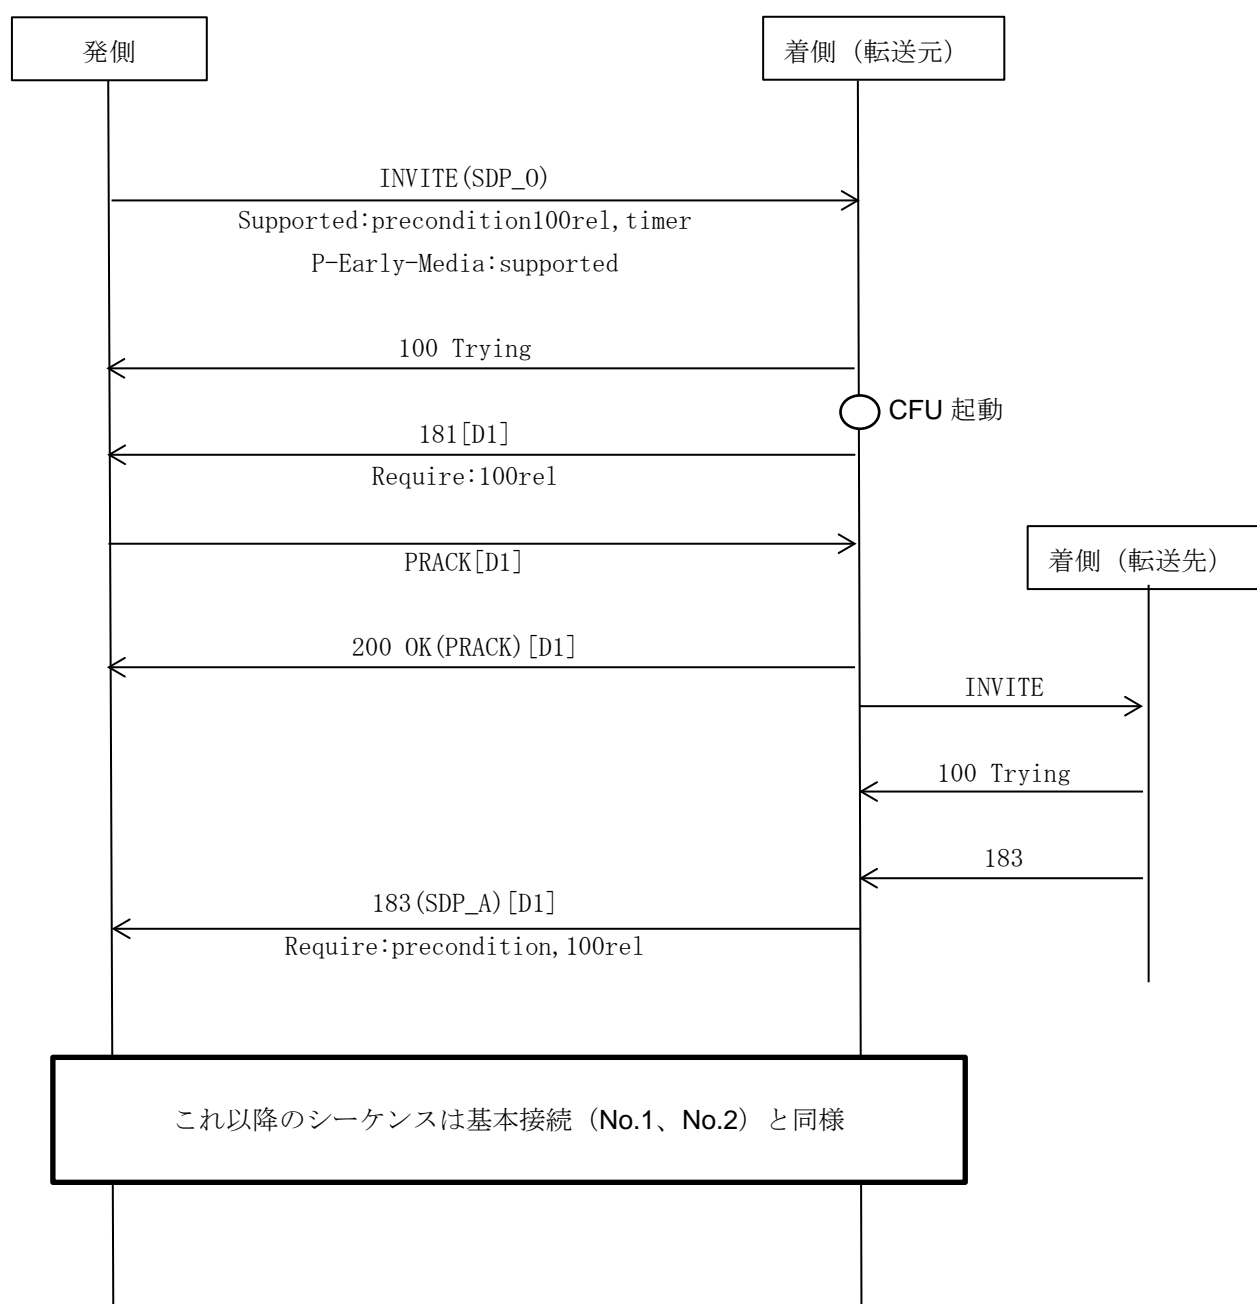 発側
着側（転送元）
INVITE(SDP_O)
Supported:precondition100rel,timer
P-Early-Media:supported
100 Trying
CFU 起動
181[D1]
Require:100rel
PRACK[D1]
着側（転送先）
200 OK(PRACK)[D1]
INVITE
100 Trying
183
183(SDP_A)[D1]
Require:precondition,100rel
これ以降のシーケンスは基本接続（No.1、No.2）と同様